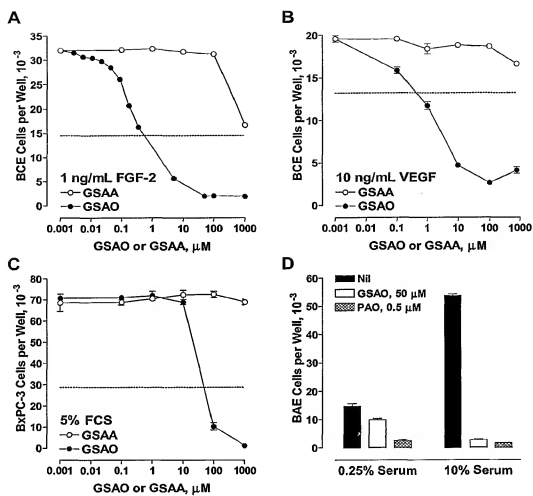 A
BCE Cells per Well, 10⁻³
35
30
25
20
15
10
5
0
1 ng/mL FGF-2
GSAA
GSAO
0.001 0.01 0.1 1 10 100 1000
GSAO or GSAA, µM
B
BCE Cells per Well, 10⁻³
20
15
10
5
0
10 ng/mL VEGF
GSAA
GSAO
0.001 0.01 0.1 1 10 100 1000
GSAO or GSAA, µM
C
BxPC-3 Cells per Well, 10⁻³
80
70
60
50
40
30
20
10
0
5% FCS
GSAA
GSAO
0.001 0.01 0.1 1 10 100 1000
GSAO or GSAA, µM
D
BAE Cells per Well, 10⁻³
60
50
40
30
20
10
0
Nil
GSAO, 50 µM
PAO, 0.5 µM
0.25% Serum 10% Serum